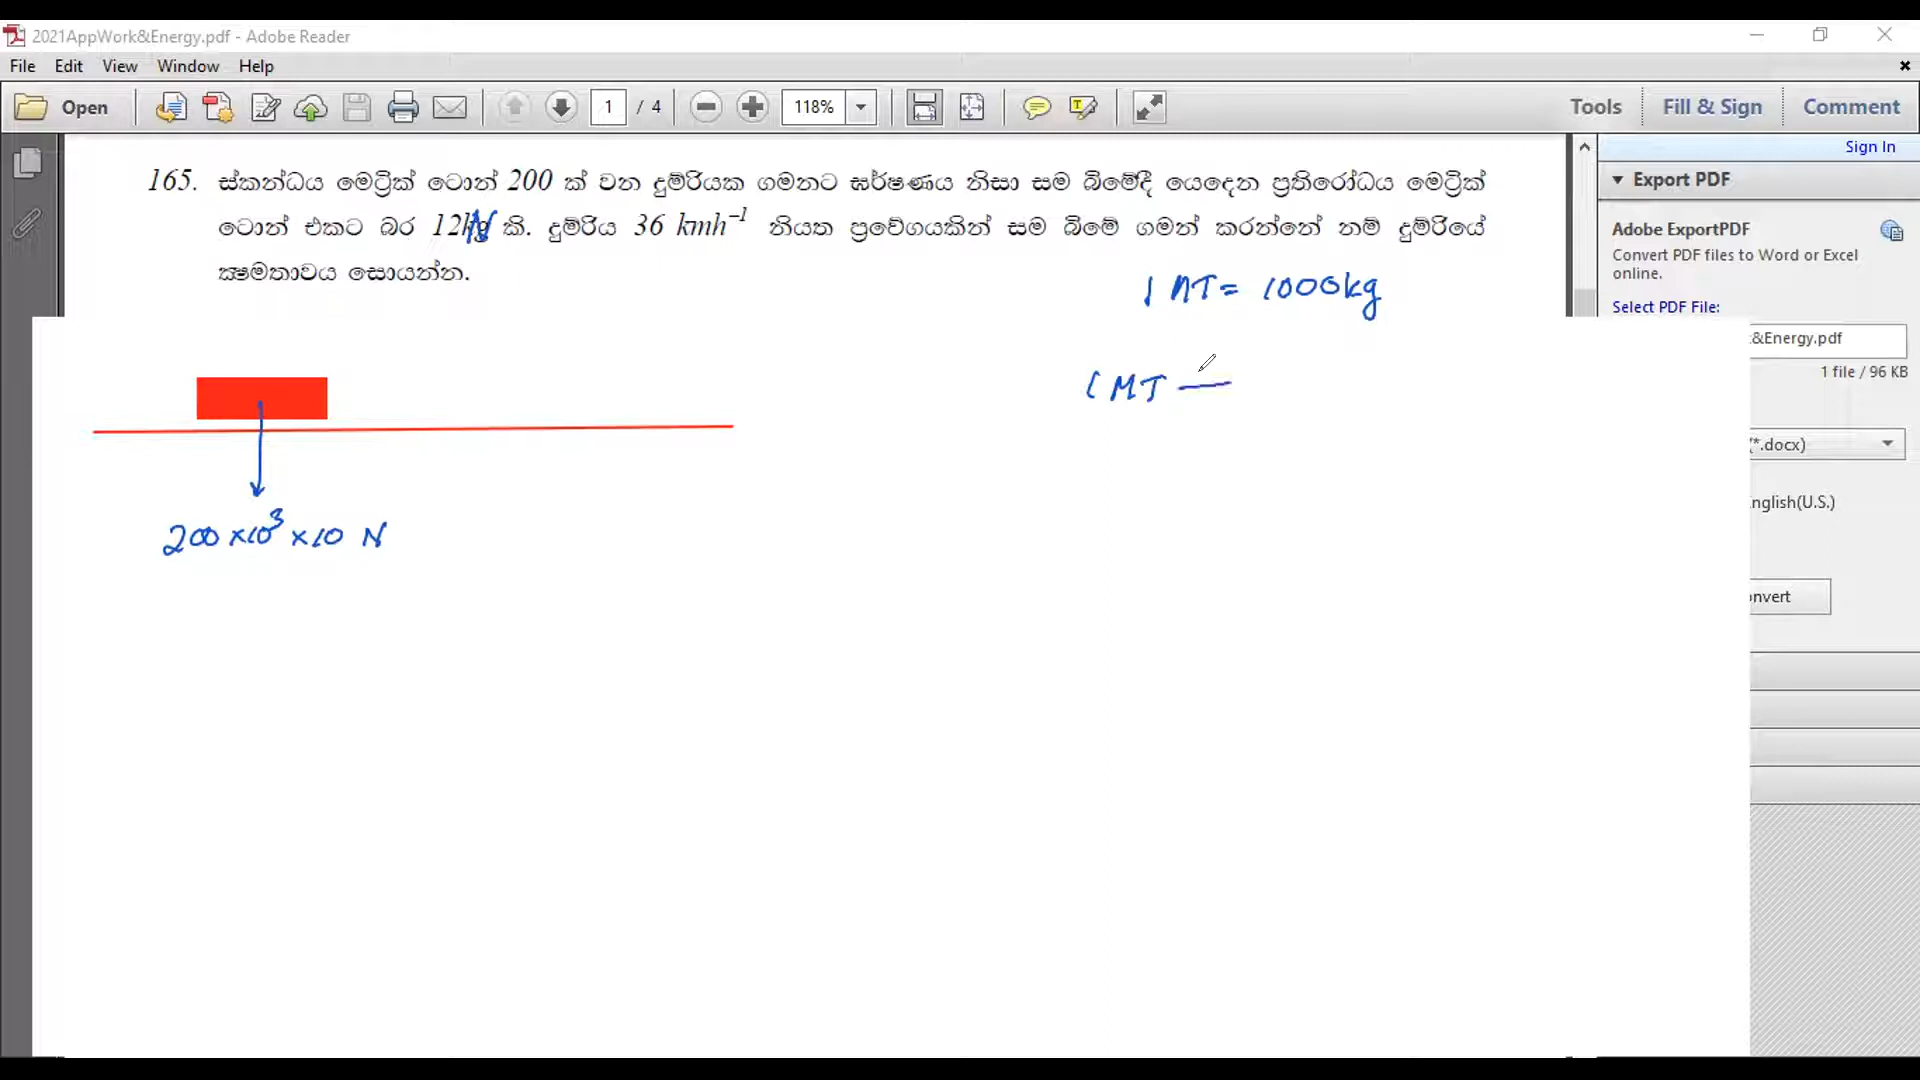 2021AppWork&Energy.pdf - Adobe Reader
File Edit View Window Help
Open 1 / 4 118% Tools Fill & Sign Comment
Sign In
Export PDF
Adobe ExportPDF
Convert PDF files to Word or Excel
online.
Select PDF File:
&Energy.pdf
1 file / 96 KB
(*.docx)
nglish(U.S.)
nvert
165. ස්කන්ධය මෙට්‍රික් ටොන් 200 ක් වන දුම්රියක ගමනට ඝර්ෂණය නිසා සම බිමේදී යෙදෙන ප්‍රතිරෝධය මෙට්‍රික්
ටොන් එකට බර 12 N කි. දුම්රිය 36 kmh⁻¹ නියත ප්‍රවේගයකින් සම බිමේ ගමන් කරන්නේ නම් දුම්රියේ
ක්‍ෂමතාවය සොයන්න.
1 MT = 1000kg
1 MT —
200 × 10³ × 10 N